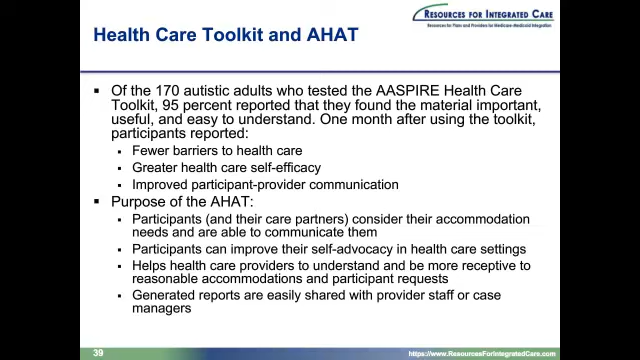 RESOURCES FOR INTEGRATED CARE
Resources for Plans and Providers for Medicare-Medicaid Integration
Health Care Toolkit and AHAT
▪ Of the 170 autistic adults who tested the AASPIRE Health Care
Toolkit, 95 percent reported that they found the material important,
useful, and easy to understand. One month after using the toolkit,
participants reported:
▪ Fewer barriers to health care
▪ Greater health care self-efficacy
▪ Improved participant-provider communication
▪ Purpose of the AHAT:
▪ Participants (and their care partners) consider their accommodation
needs and are able to communicate them
▪ Participants can improve their self-advocacy in health care settings
▪ Helps health care providers to understand and be more receptive to
reasonable accommodations and participant requests
▪ Generated reports are easily shared with provider staff or case
managers
39
https://www.ResourcesForIntegratedCare.com